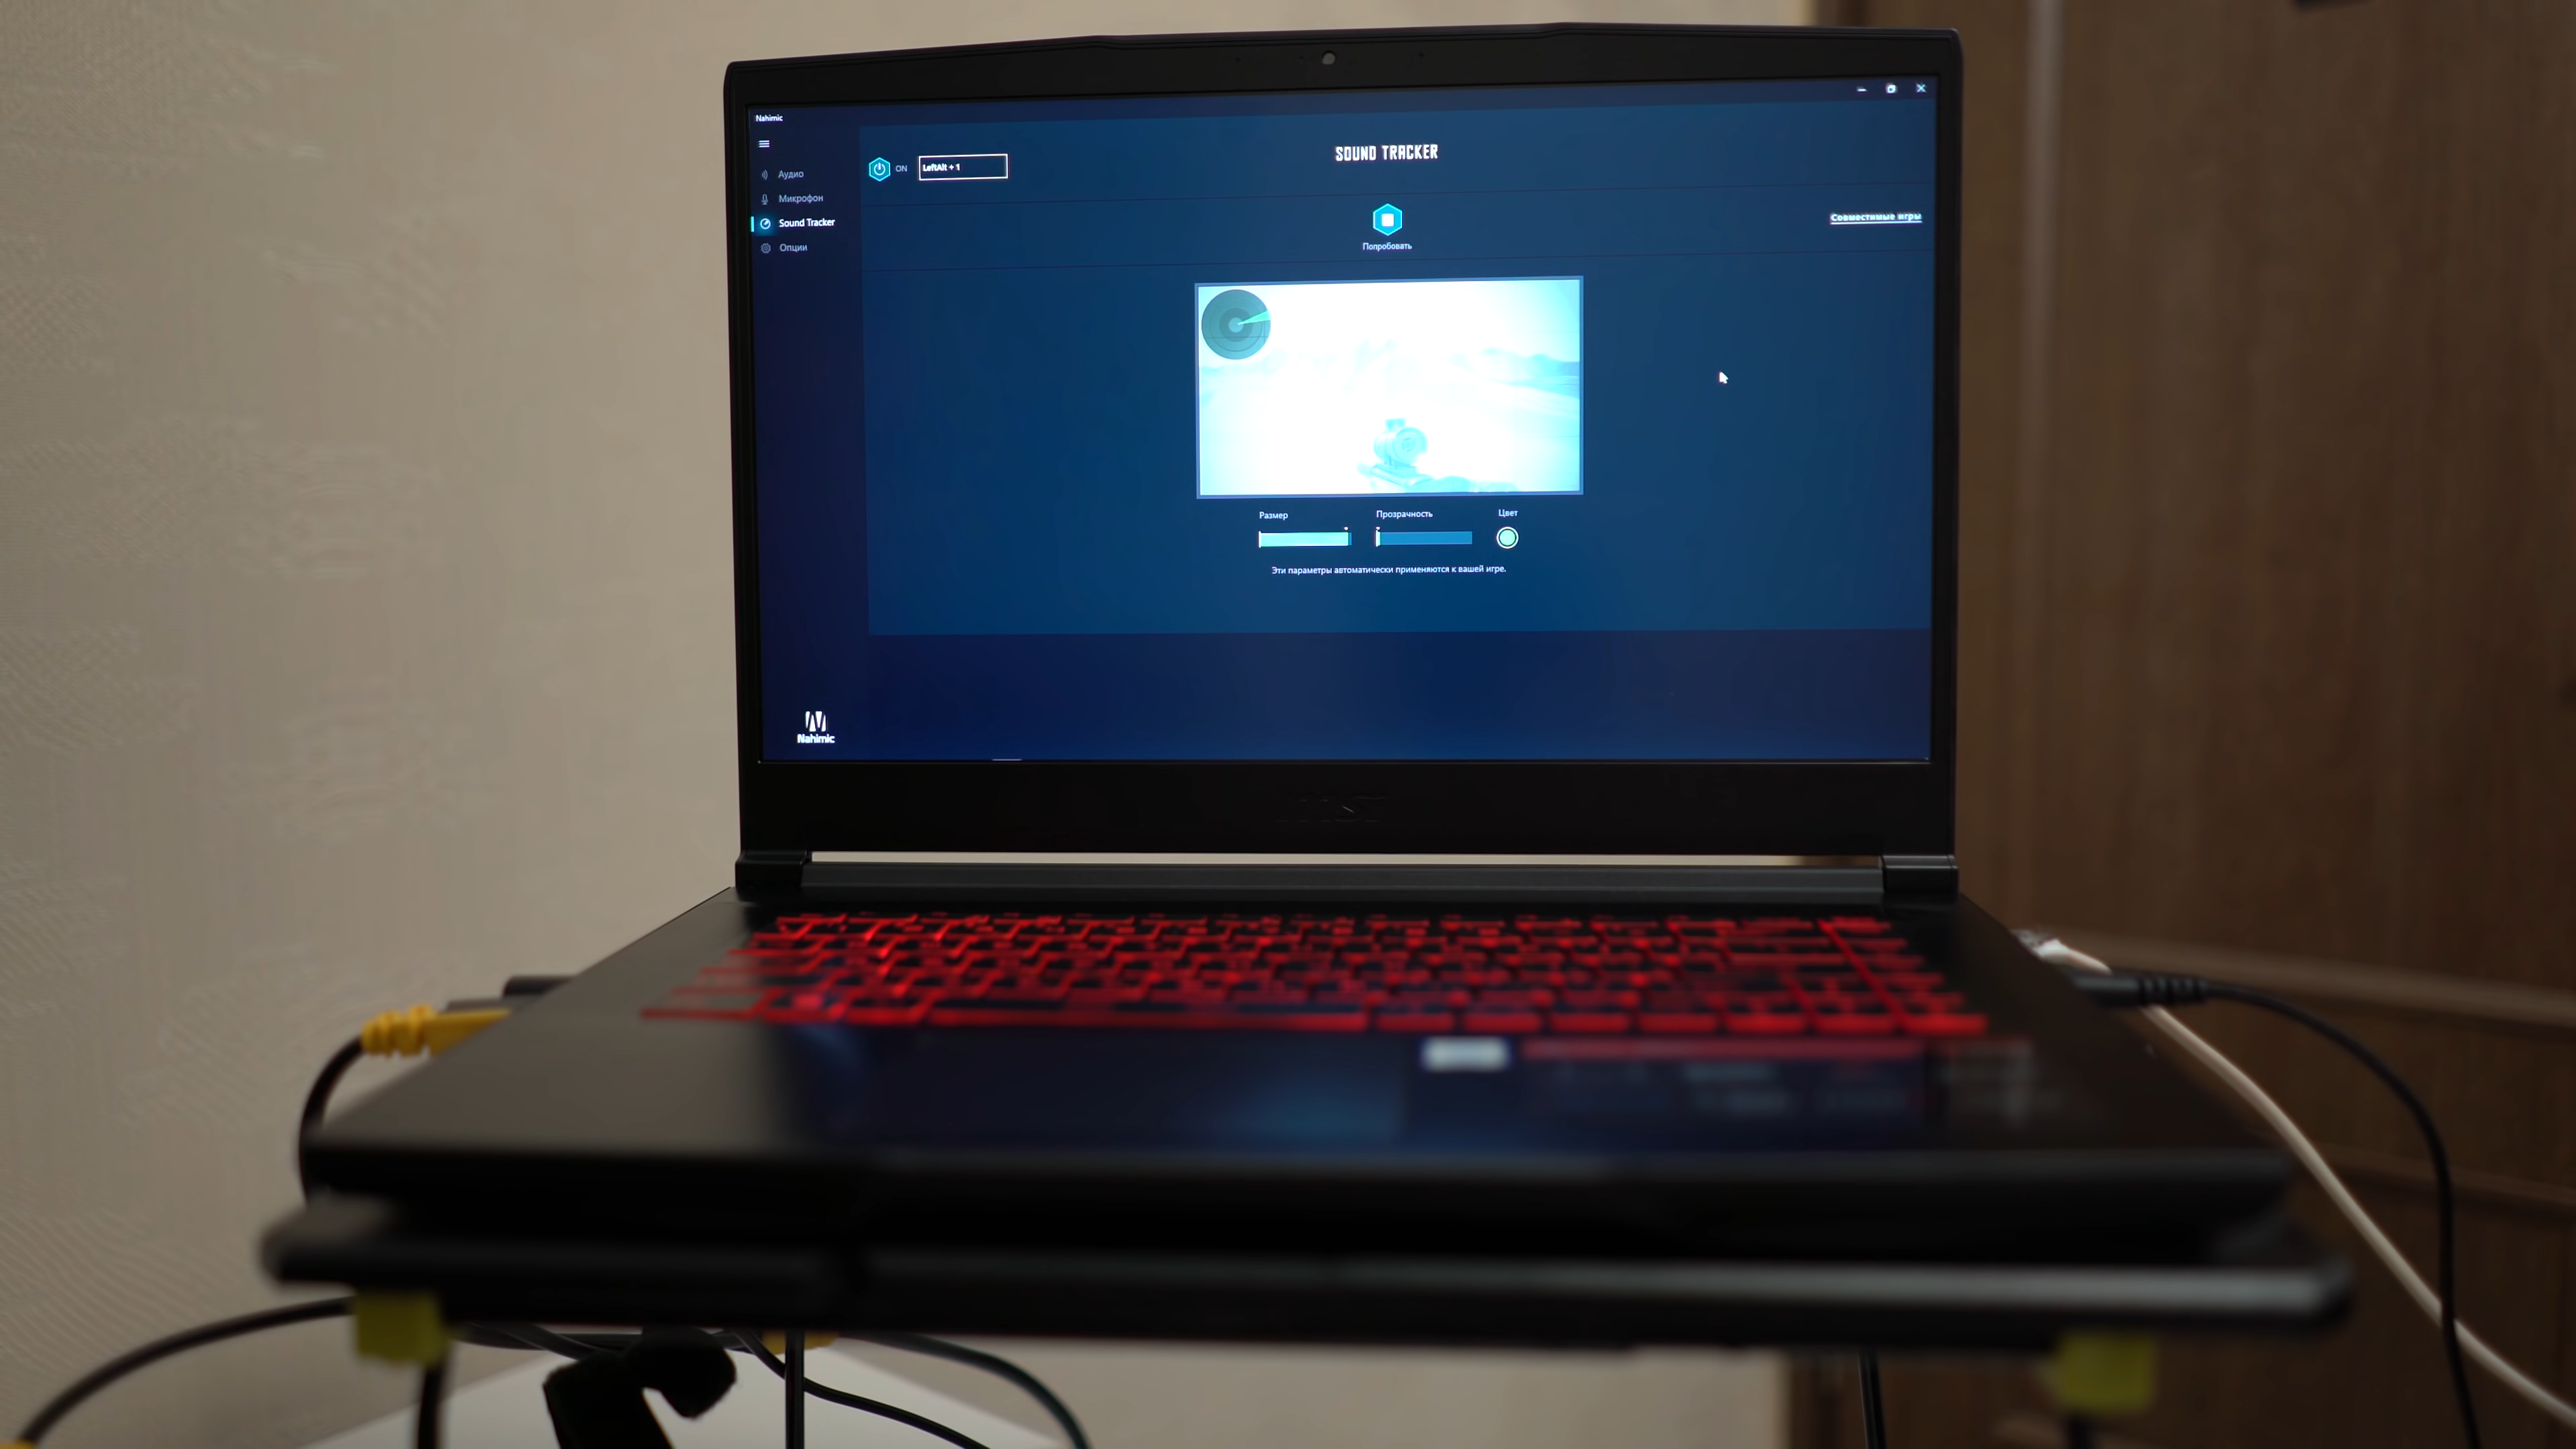 Nahimic
Аудио
Микрофон
Sound Tracker
Опции
ON
LeftAlt + 1
SOUND TRACKER
Попробовать
Совместимые игры
Размер
Прозрачность
Цвет
Эти параметры автоматически применяются к вашей игре.
Nahimic
msi